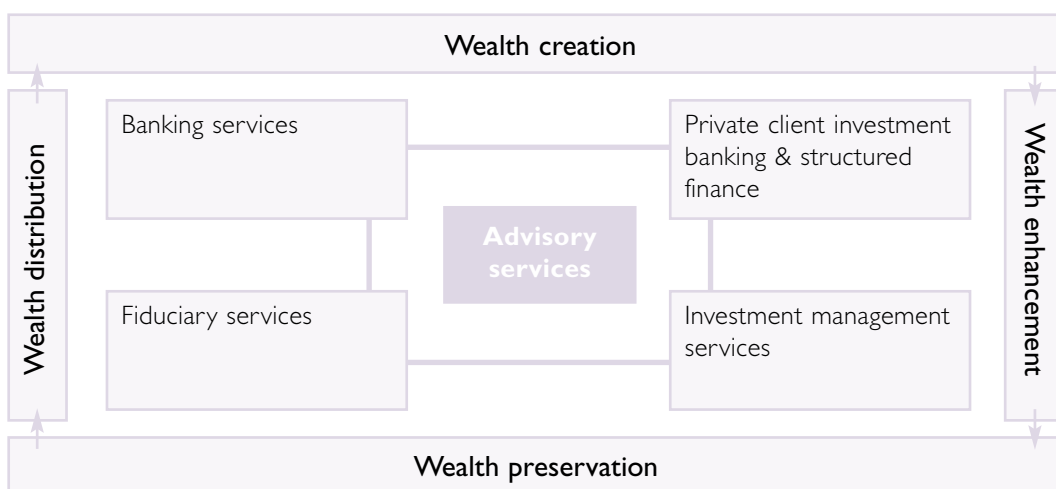 Wealth creation
Wealth distribution
Banking services
Private client investment
banking & structured
finance
Advisory
services
Fiduciary services
Investment management
services
Wealth enhancement
Wealth preservation